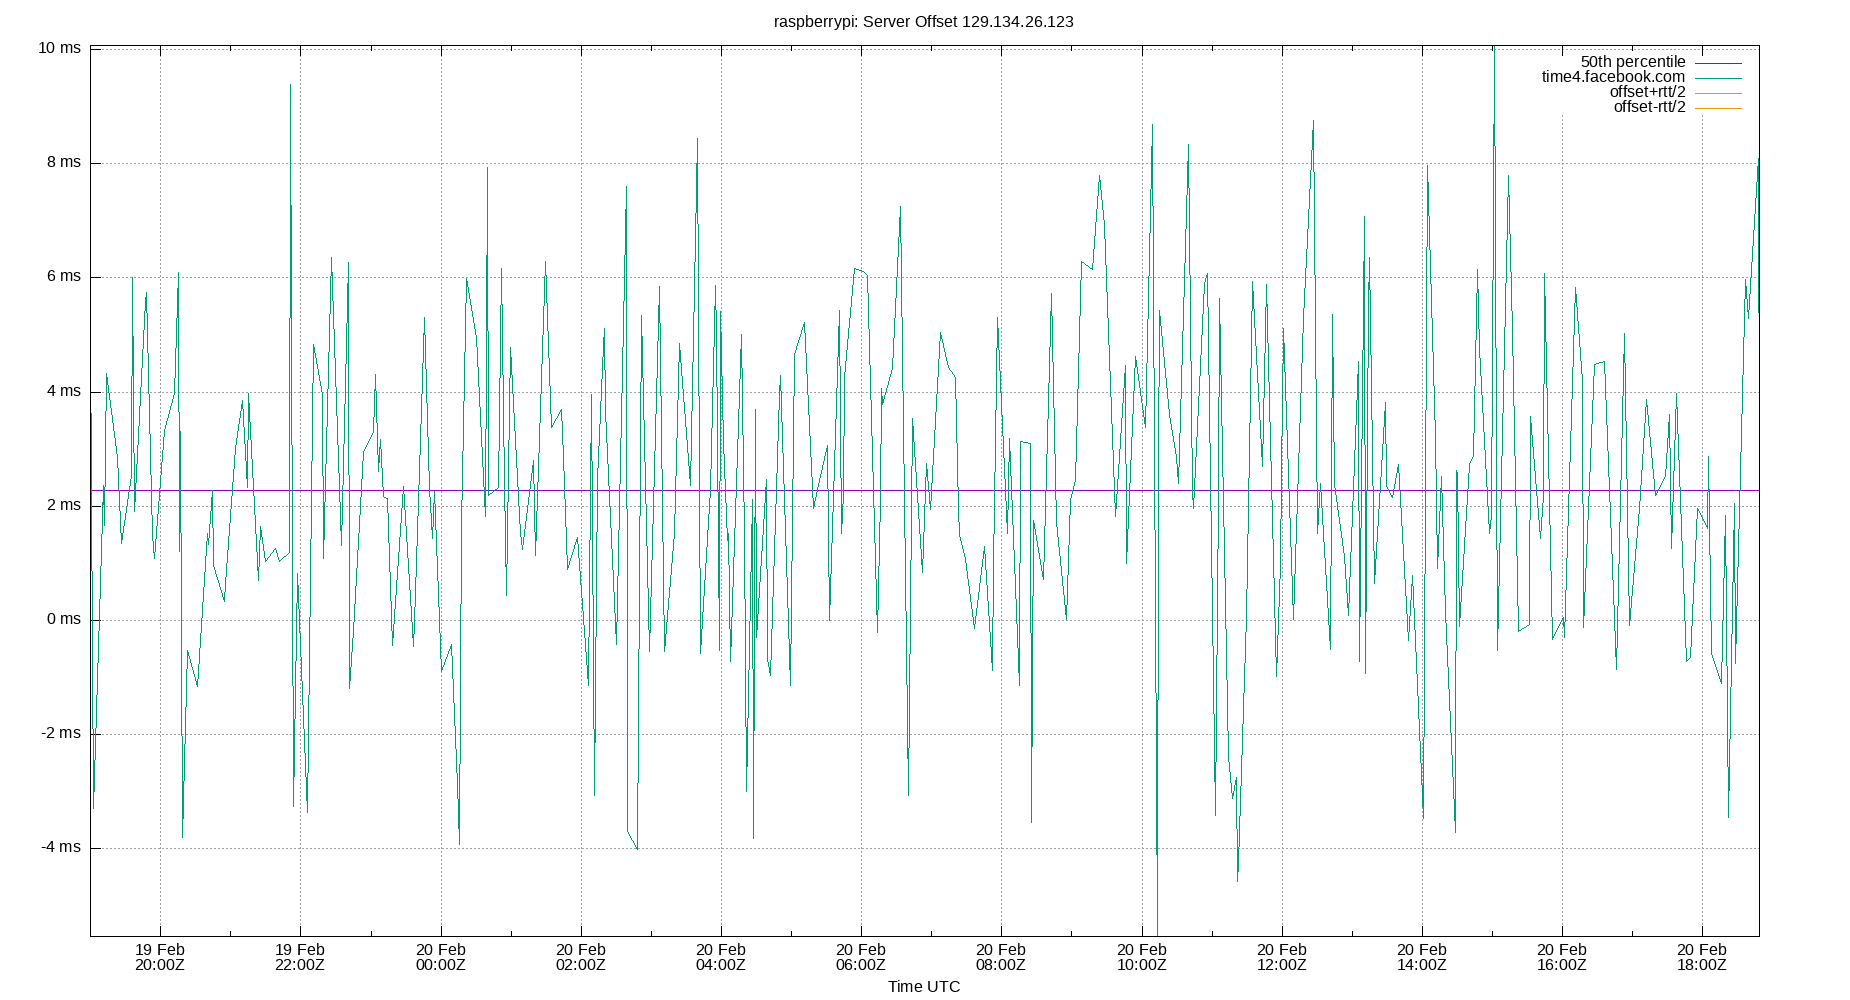 raspberrypi: Server Offset 129.134.26.123
10 ms
8 ms
6 ms
4 ms
2 ms
0 ms
-2 ms
-4 ms
50th percentile
time4.facebook.com
offset+rtt/2
offset-rtt/2
19 Feb 19 Feb 20 Feb 20 Feb 20 Feb 20 Feb 20 Feb 20 Feb 20 Feb 20 Feb 20 Feb 20 Feb
20:00Z 22:00Z 00:00Z 02:00Z 04:00Z 06:00Z 08:00Z 10:00Z 12:00Z 14:00Z 16:00Z 18:00Z
Time UTC